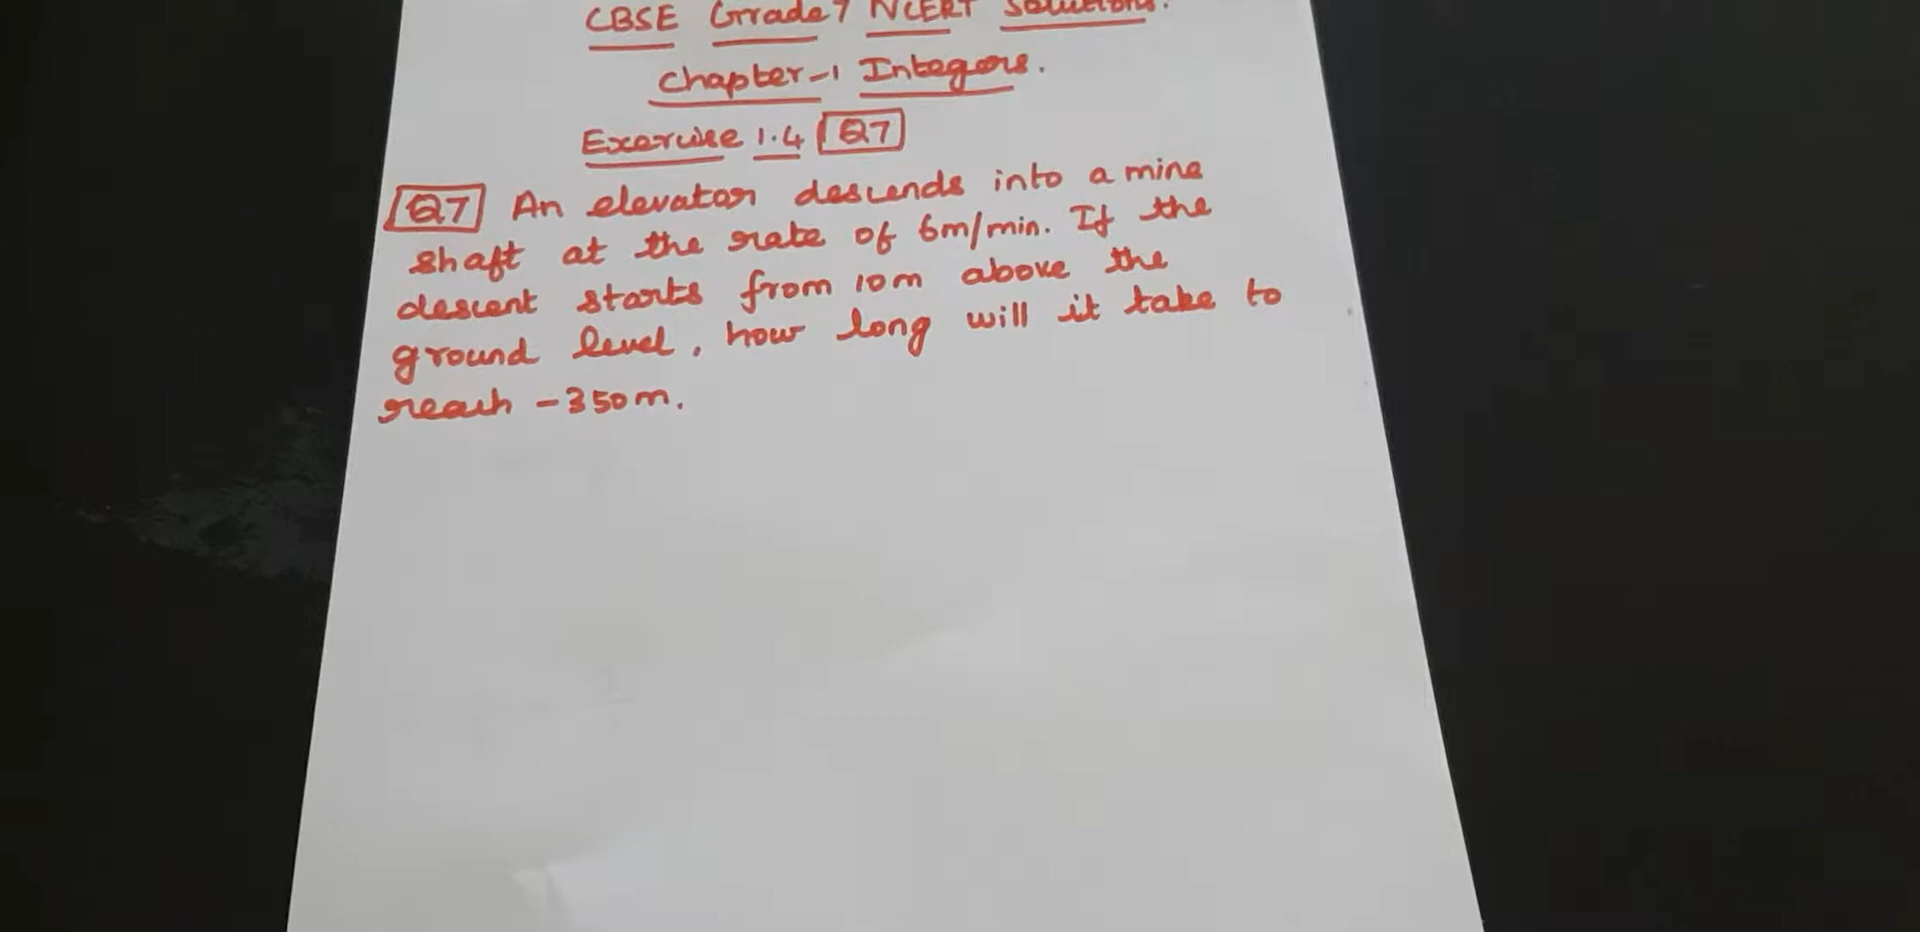 CBSE Grade 7 NCERT Solutions.
Chapter-1 Integers.
Exercise 1.4 Q7
Q7 An elevator descends into a mine
shaft at the rate of 6m/min. If the
descent starts from 10m above the
ground level, how long will it take to
reach -350m.